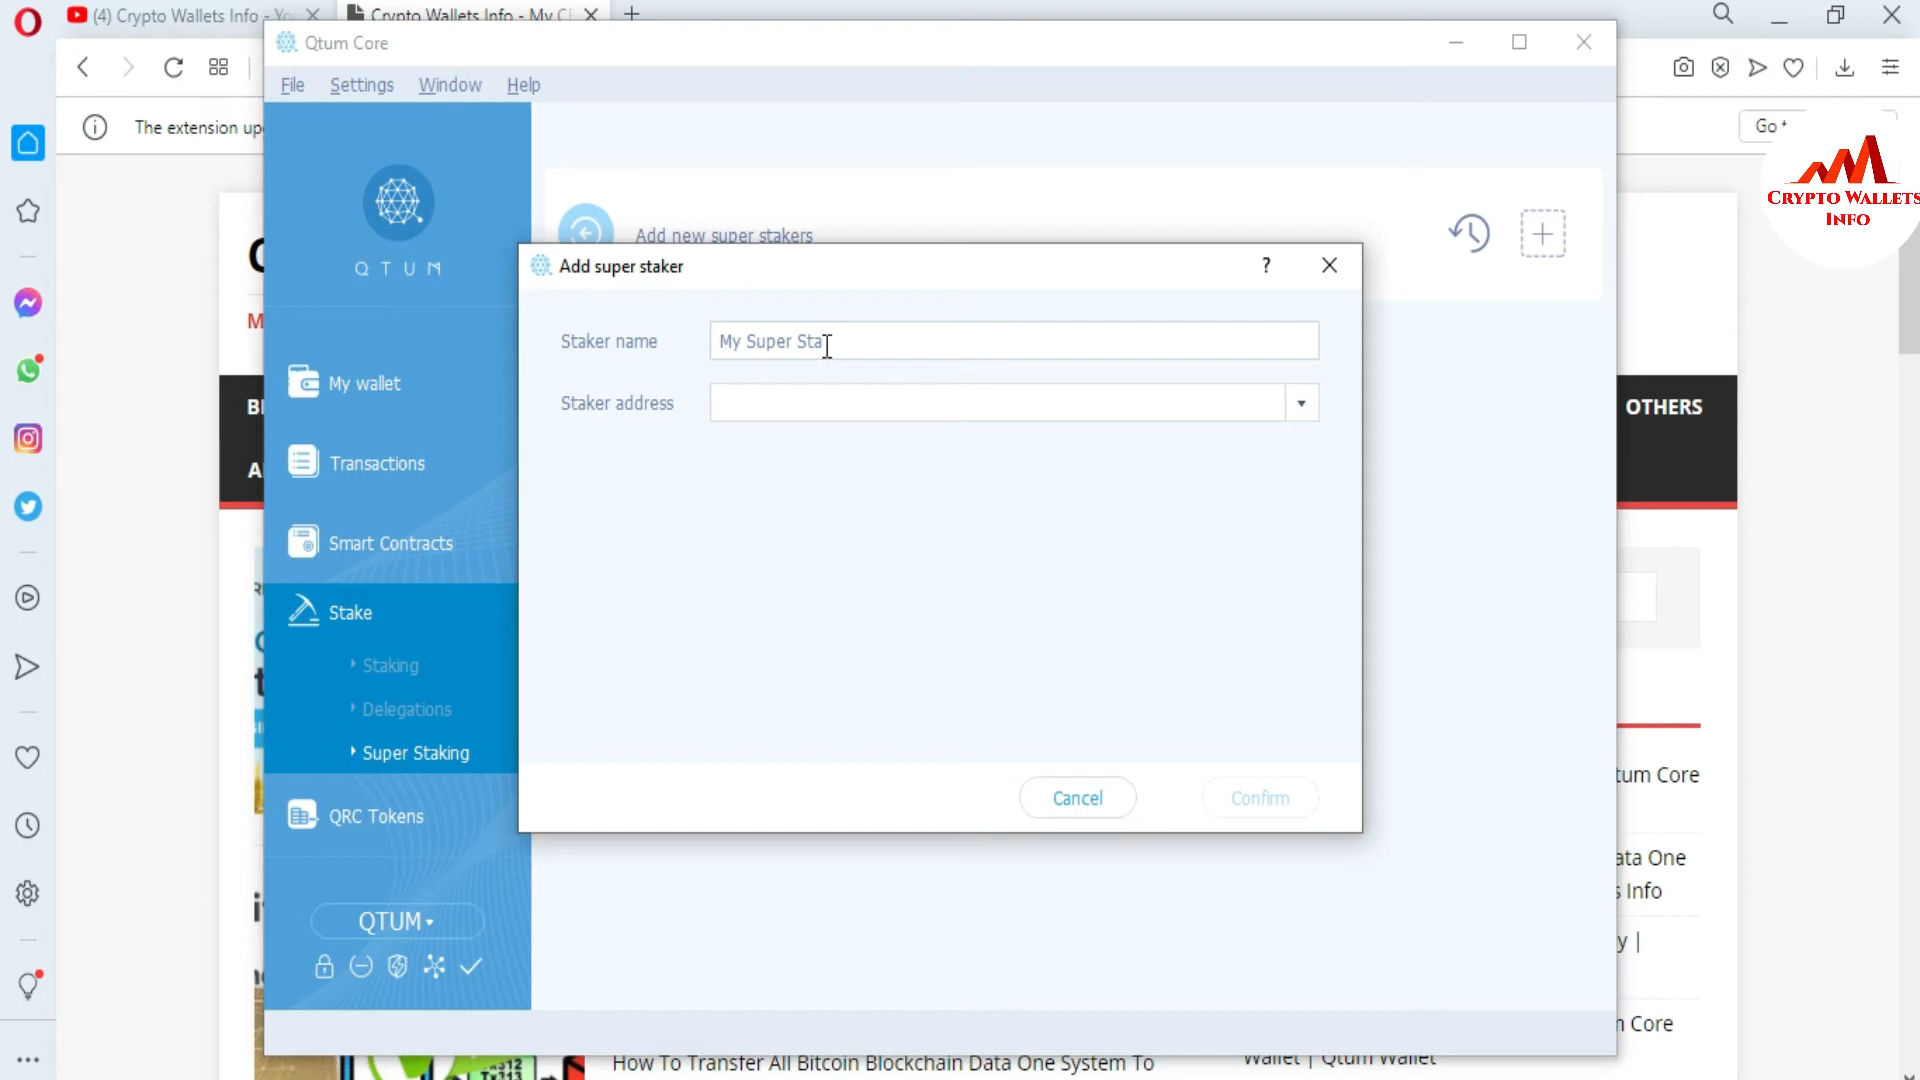 (4) Crypto Wallets Info - Yo
Crypto Wallets Info - My C
Qtum Core
File Settings Window Help
The extension up
Go
CRYPTO WALLETS
INFO
QTUM
Add new super stakers
Add super staker
?
Staker name
My Super Sta
Staker address
My wallet
Transactions
Smart Contracts
Stake
Staking
Delegations
Super Staking
QRC Tokens
Cancel
Confirm
QTUM
OTHERS
tum Core
ata One
s Info
y |
n Core
How To Transfer All Bitcoin Blockchain Data One System To
Wallet | Qtum Wallet